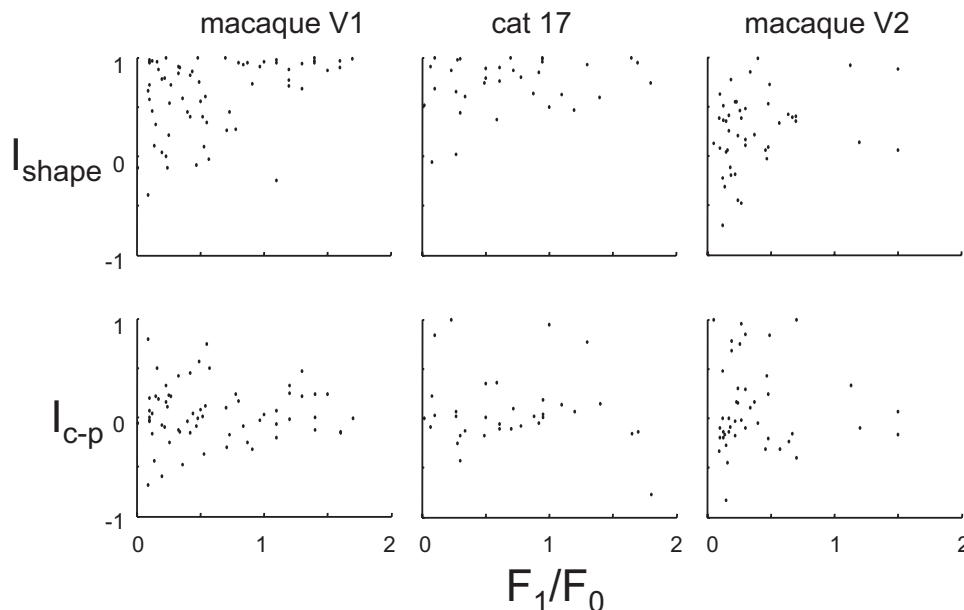 macaque V1 cat 17 macaque V2
1
I_shape 0
-1
1
I_c-p 0
-1
0 1 2 0 1 2 0 1 2
F_1/F_0